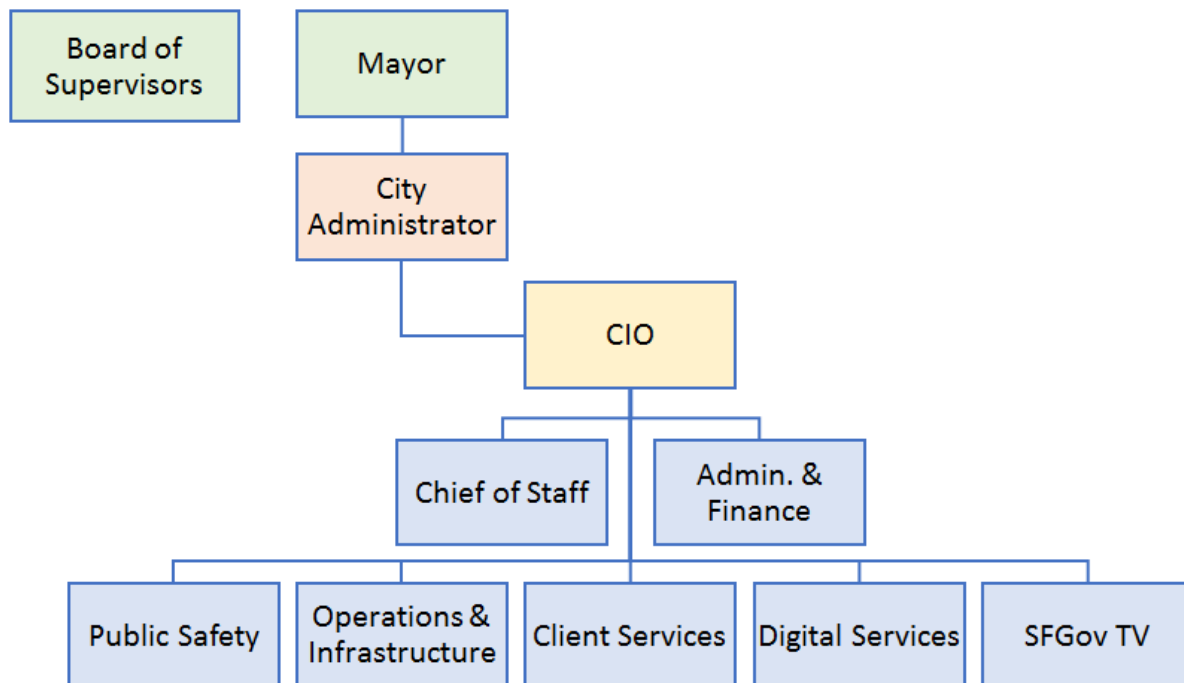 Board of
Supervisors
Mayor
City
Administrator
CIO
Chief of Staff
Admin. &
Finance
Public Safety
Operations &
Infrastructure
Client Services
Digital Services
SFGov TV